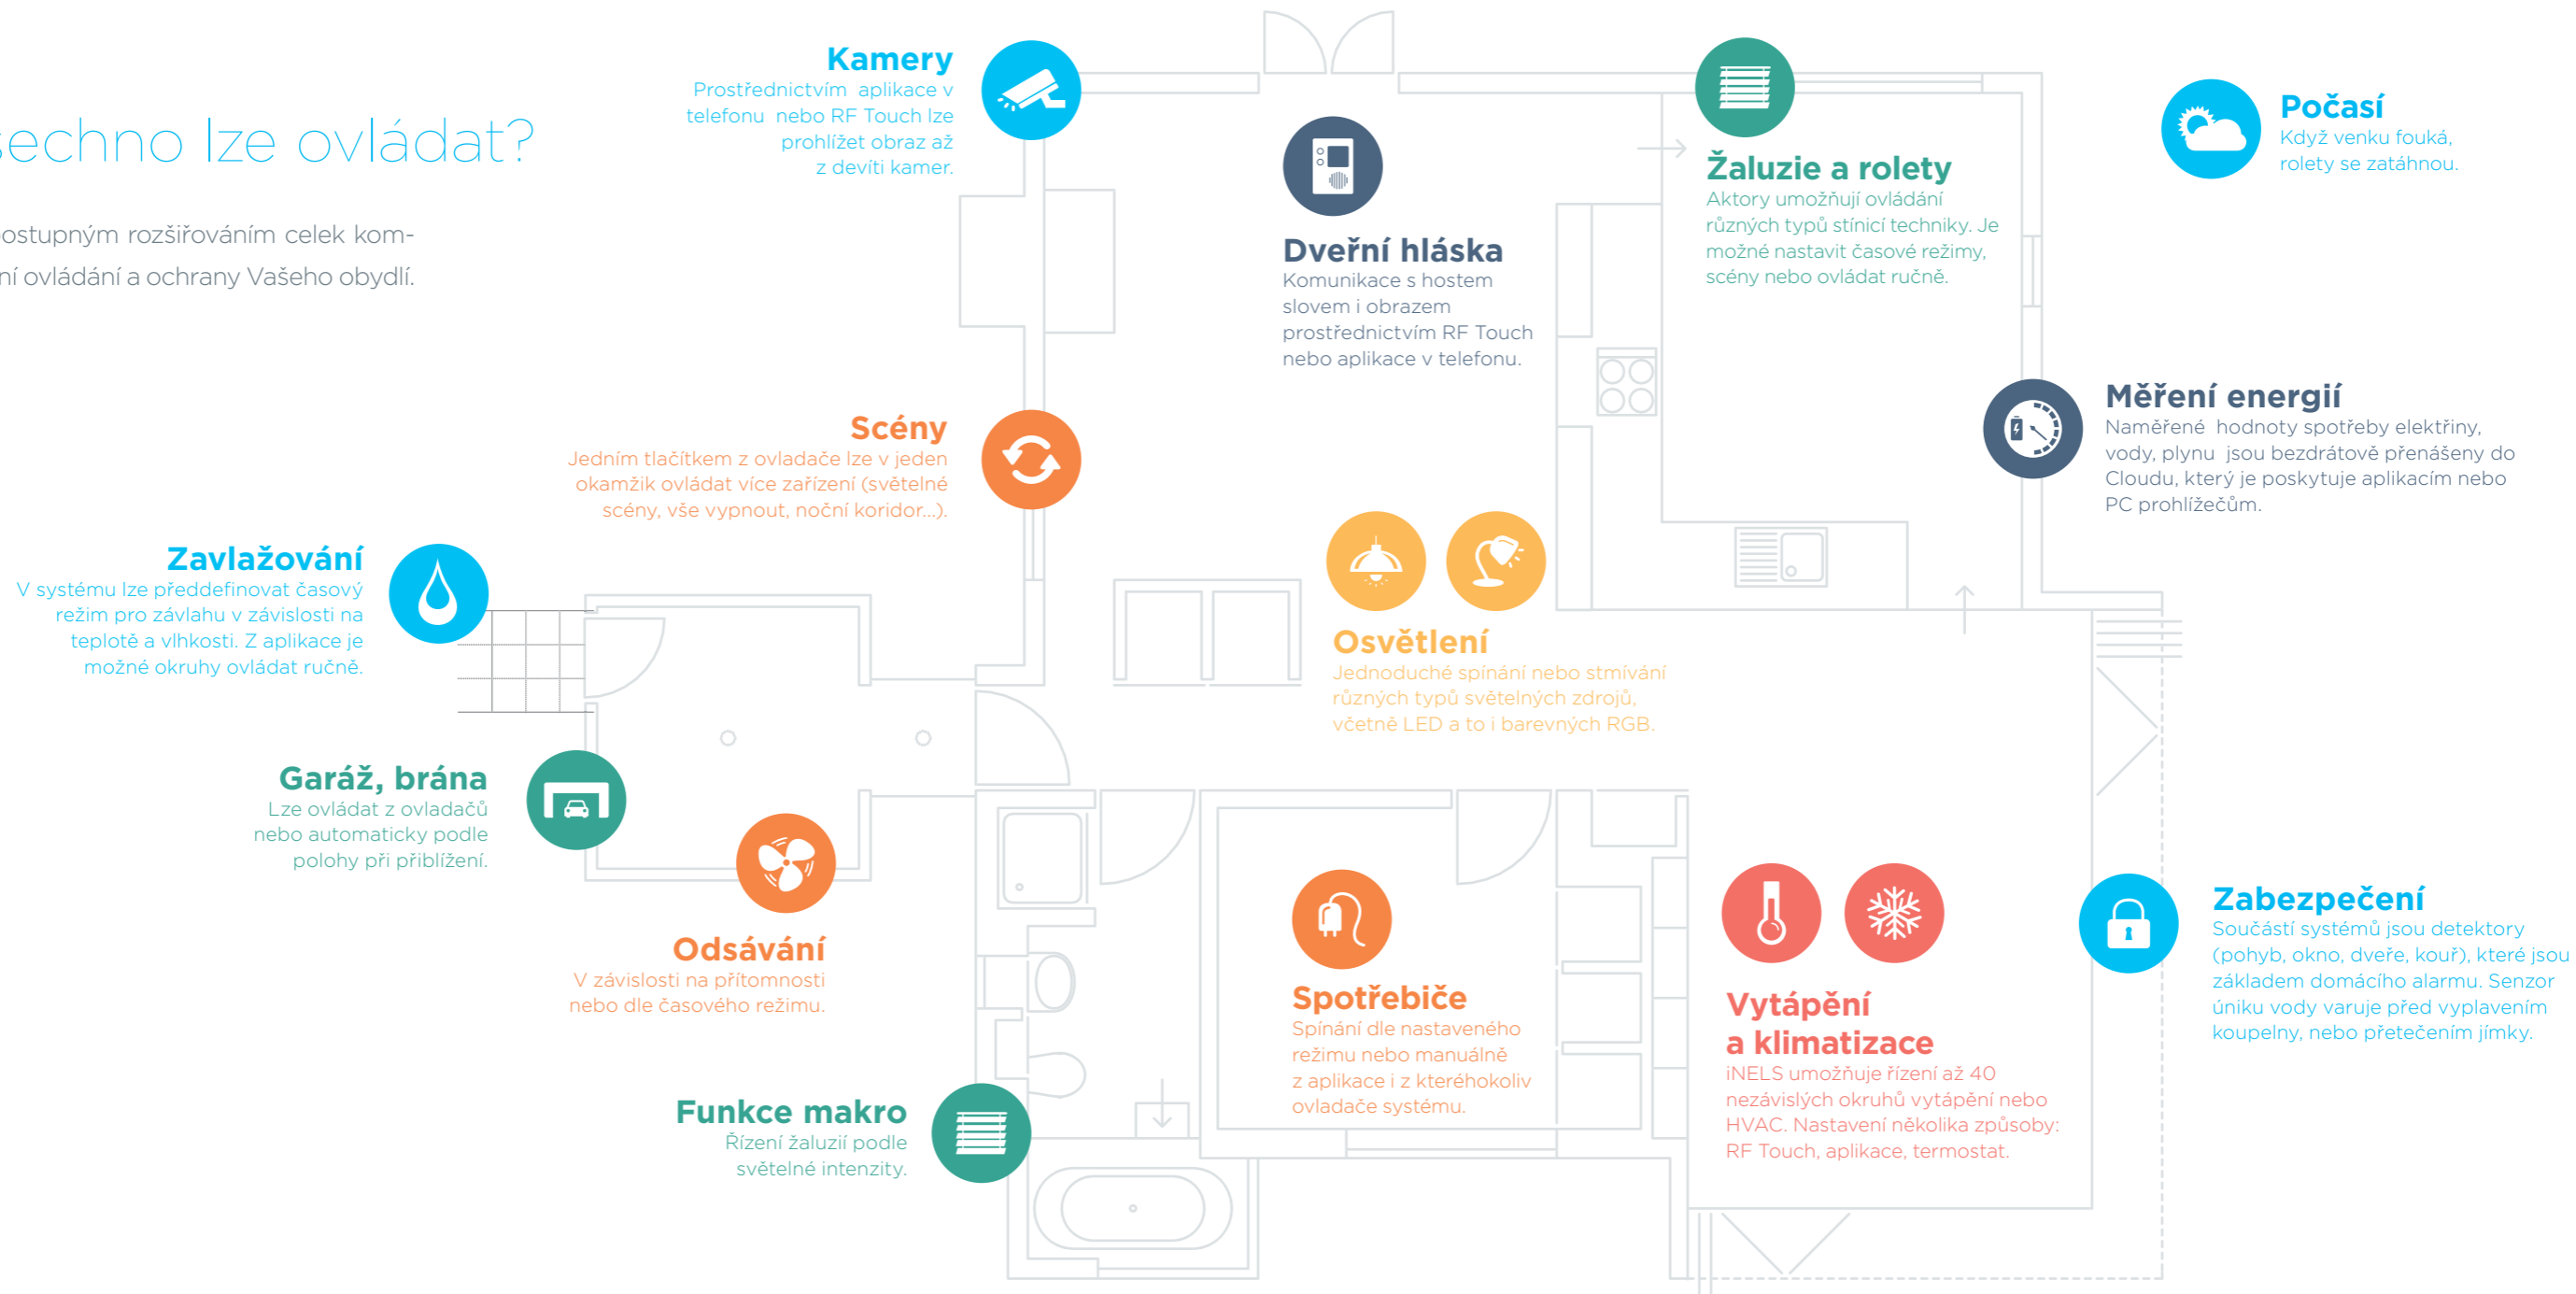 sechno lze ovládat?
postupným rozšiřováním celek kom-
ní ovládání a ochrany Vašeho obydlí.
Kamery
Prostřednictvím aplikace v
telefonu nebo RF Touch lze
prohlížet obraz až
z devíti kamer.
Dveřní hláska
Komunikace s hostem
slovem i obrazem
prostřednictvím RF Touch
nebo aplikace v telefonu.
Žaluzie a rolety
Aktory umožňují ovládání
různých typů stínicí techniky. Je
možné nastavit časové režimy,
scény nebo ovládat ručně.
Počasí
Když venku fouká,
rolety se zatáhnou.
Scény
Jedním tlačítkem z ovladače lze v jeden
okamžik ovládat více zařízení (světelné
scény, vše vypnout, noční koridor...).
Měření energií
Naměřené hodnoty spotřeby elektřiny,
vody, plynu jsou bezdrátově přenášeny do
Cloudu, který je poskytuje aplikacím nebo
PC prohlížečům.
Zavlažování
V systému lze předdefinovat časový
režim pro závlahu v závislosti na
teplotě a vlhkosti. Z aplikace je
možné okruhy ovládat ručně.
Osvětlení
Jednoduché spínání nebo stmívání
různých typů světelných zdrojů,
včetně LED a to i barevných RGB.
Garáž, brána
Lze ovládat z ovladačů
nebo automaticky podle
polohy při přiblížení.
Odsávání
V závislosti na přítomnosti
nebo dle časového režimu.
Spotřebiče
Spínání dle nastaveného
režimu nebo manuálně
z aplikace i z kteréhokoliv
ovladače systému.
Vytápění
a klimatizace
iNELS umožňuje řízení až 40
nezávislých okruhů vytápění nebo
HVAC. Nastavení několika způsoby:
RF Touch, aplikace, termostat.
Zabezpečení
Součástí systémů jsou detektory
(pohyb, okno, dveře, kouř), které jsou
základem domácího alarmu. Senzor
úniku vody varuje před vyplavením
koupelny, nebo přetečením jímky.
Funkce makro
Řízení žaluzií podle
světelné intenzity.